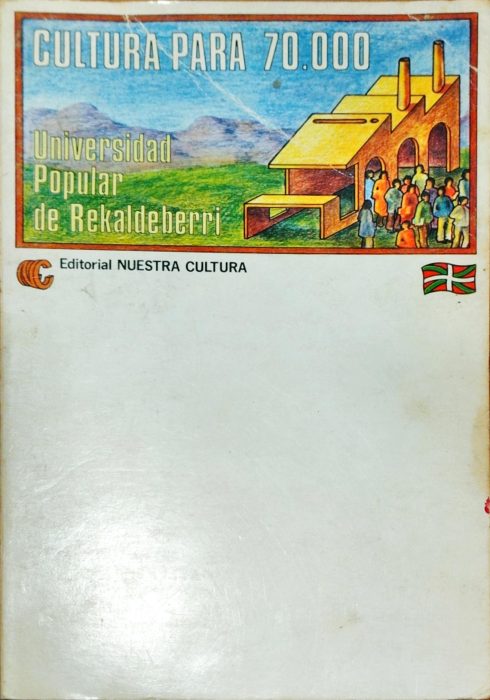 CULTURA PARA 70.000
Universidad
Popular
de Rekaldeberri
Editorial NUESTRA CULTURA